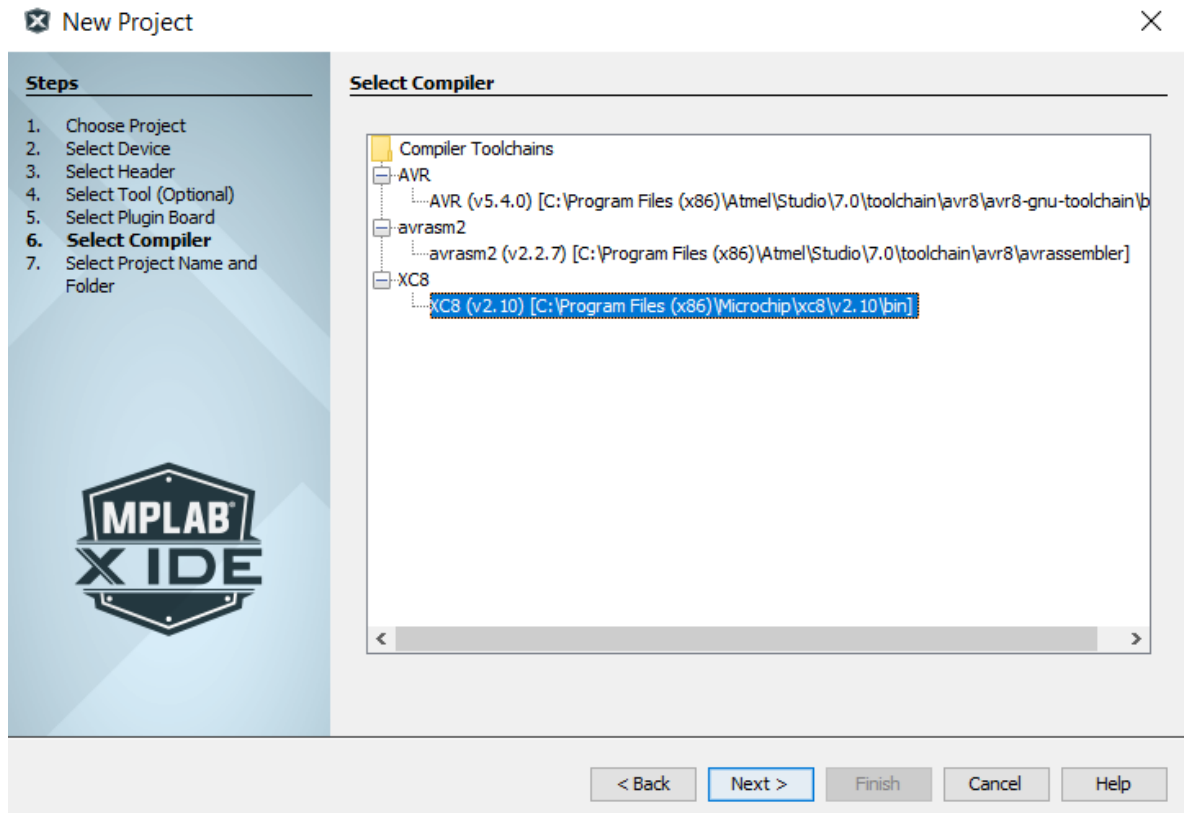 New Project
Steps
1. Choose Project
2. Select Device
3. Select Header
4. Select Tool (Optional)
5. Select Plugin Board
6. Select Compiler
7. Select Project Name and
Folder
MPLAB®
X IDE
Select Compiler
Compiler Toolchains
AVR
AVR (v5.4.0) [C:\Program Files (x86)\Atmel\Studio\7.0\toolchain\avr8\avr8-gnu-toolchain\b
avrasm2
avrasm2 (v2.2.7) [C:\Program Files (x86)\Atmel\Studio\7.0\toolchain\avr8\avrassembler]
XC8
XC8 (v2.10) [C:\Program Files (x86)\Microchip\xc8\v2.10\bin]
< Back Next > Finish Cancel Help